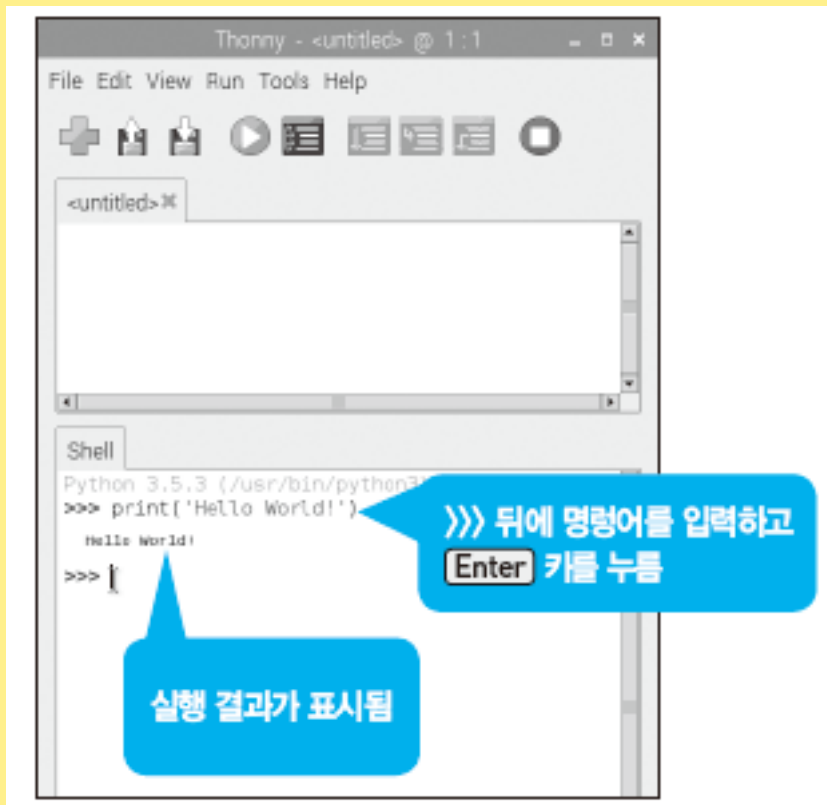 Thonny - <untitled> @ 1:1
File Edit View Run Tools Help
<untitled>
Shell
Python 3.5.3 (/usr/bin/python3
>>> print('Hello World!')
Hello World!
>>>
>>> 뒤에 명렁어를 입력하고
Enter 카를 누름
실행 결과가 표시됨